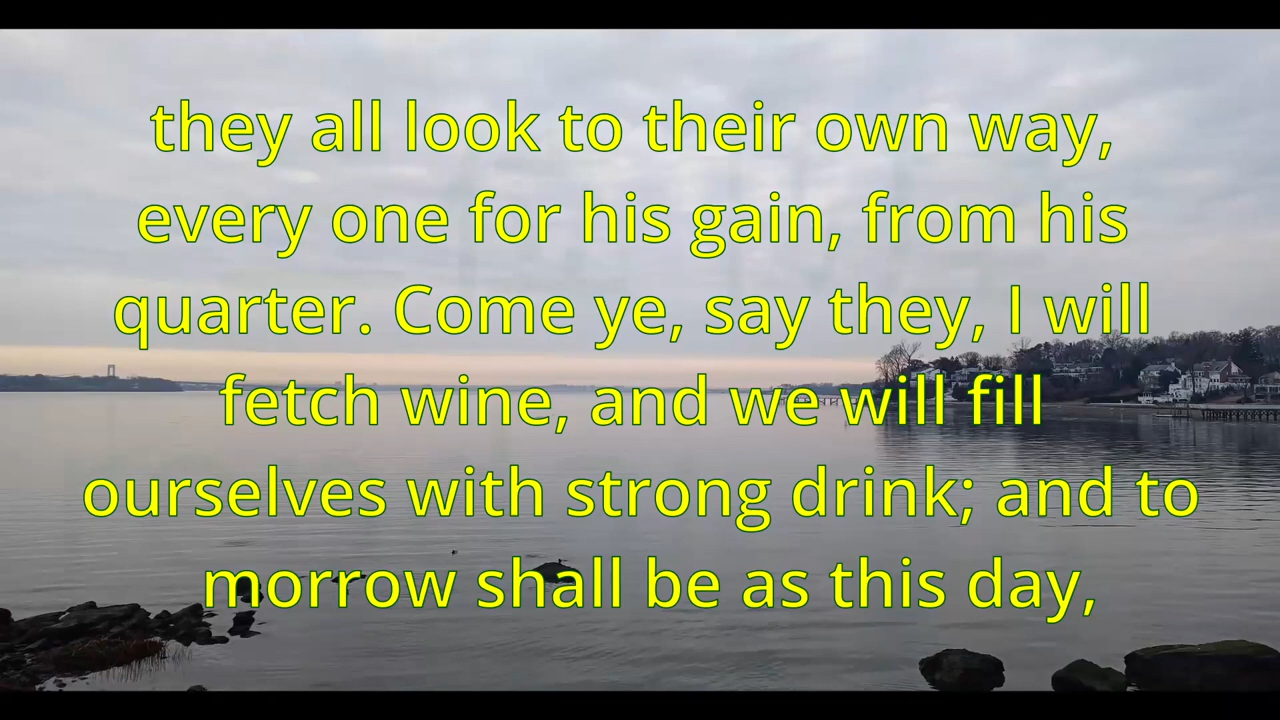 they all look to their own way,
every one for his gain, from his
quarter. Come ye, say they, I will
fetch wine, and we will fill
ourselves with strong drink; and to
morrow shall be as this day,